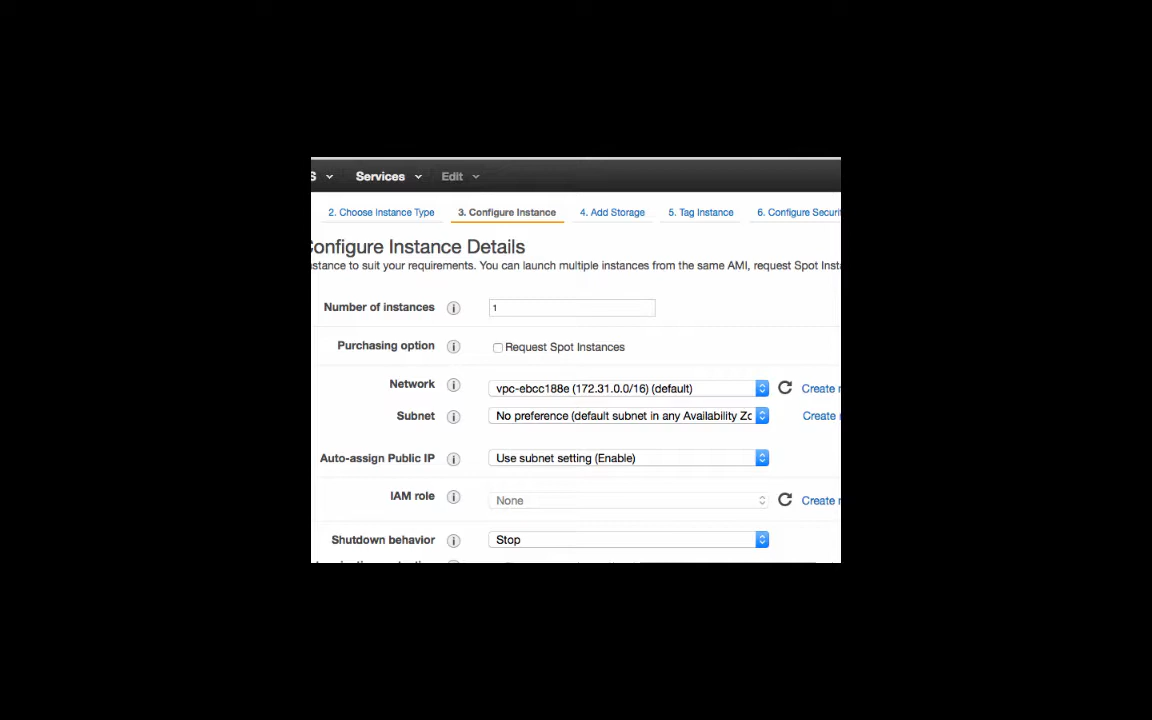 S Services Edit
2. Choose Instance Type 3. Configure Instance 4. Add Storage 5. Tag Instance 6. Configure Securi
Configure Instance Details
nstance to suit your requirements. You can launch multiple instances from the same AMI, request Spot Inst
Number of instances 1
Purchasing option Request Spot Instances
Network vpc-ebcc188e (172.31.0.0/16) (default) Create
Subnet No preference (default subnet in any Availability Zo Create
Auto-assign Public IP Use subnet setting (Enable)
IAM role None Create
Shutdown behavior Stop